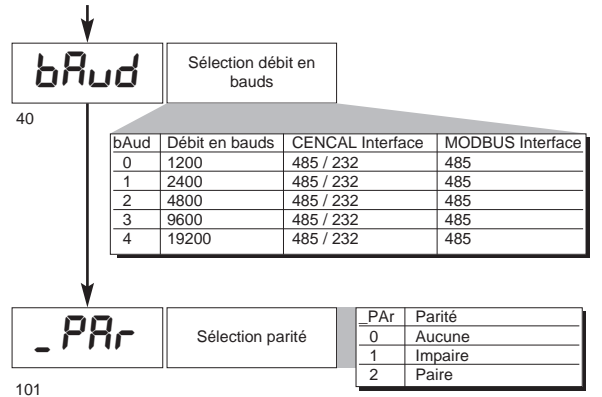 bAud
Sélection débit en
bauds
40
bAud Débit en bauds CENCAL Interface MODBUS Interface
0 1200 485 / 232 485
1 2400 485 / 232 485
2 4800 485 / 232 485
3 9600 485 / 232 485
4 19200 485 / 232 485
_PAr
Sélection parité
_PAr Parité
0 Aucune
1 Impaire
2 Paire
101